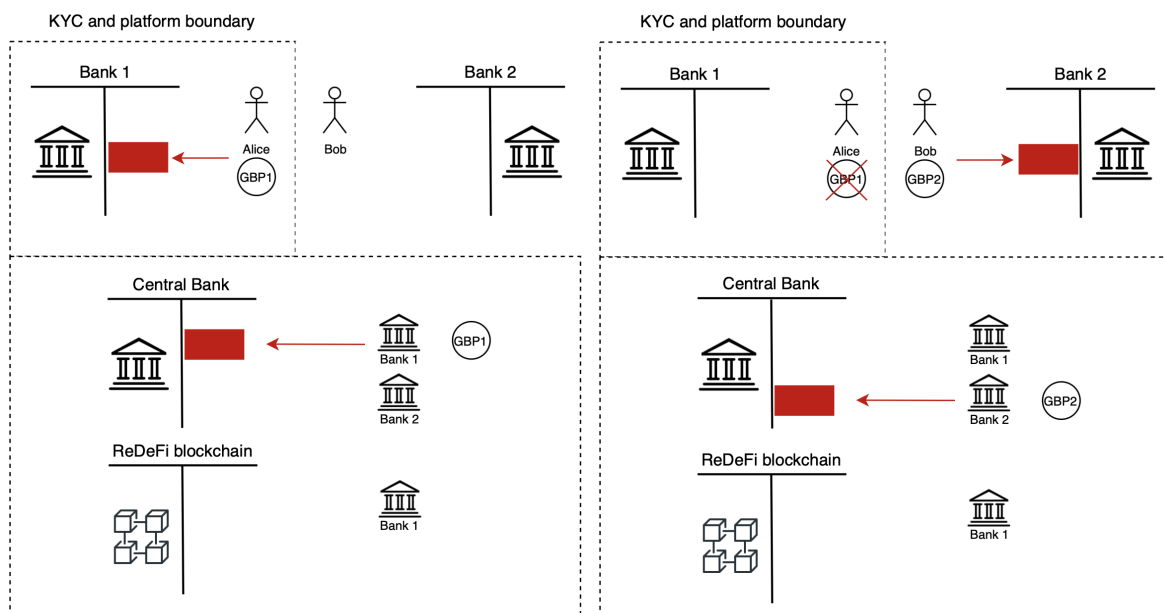 KYC and platform boundary
Bank 1
Bank 2
Alice
Bob
GBP1
Central Bank
GBP1
Bank 1
Bank 2
ReDeFi blockchain
Bank 1
KYC and platform boundary
Bank 1
Bank 2
Alice
Bob
GBP1
GBP2
Central Bank
Bank 1
Bank 2
GBP2
ReDeFi blockchain
Bank 1